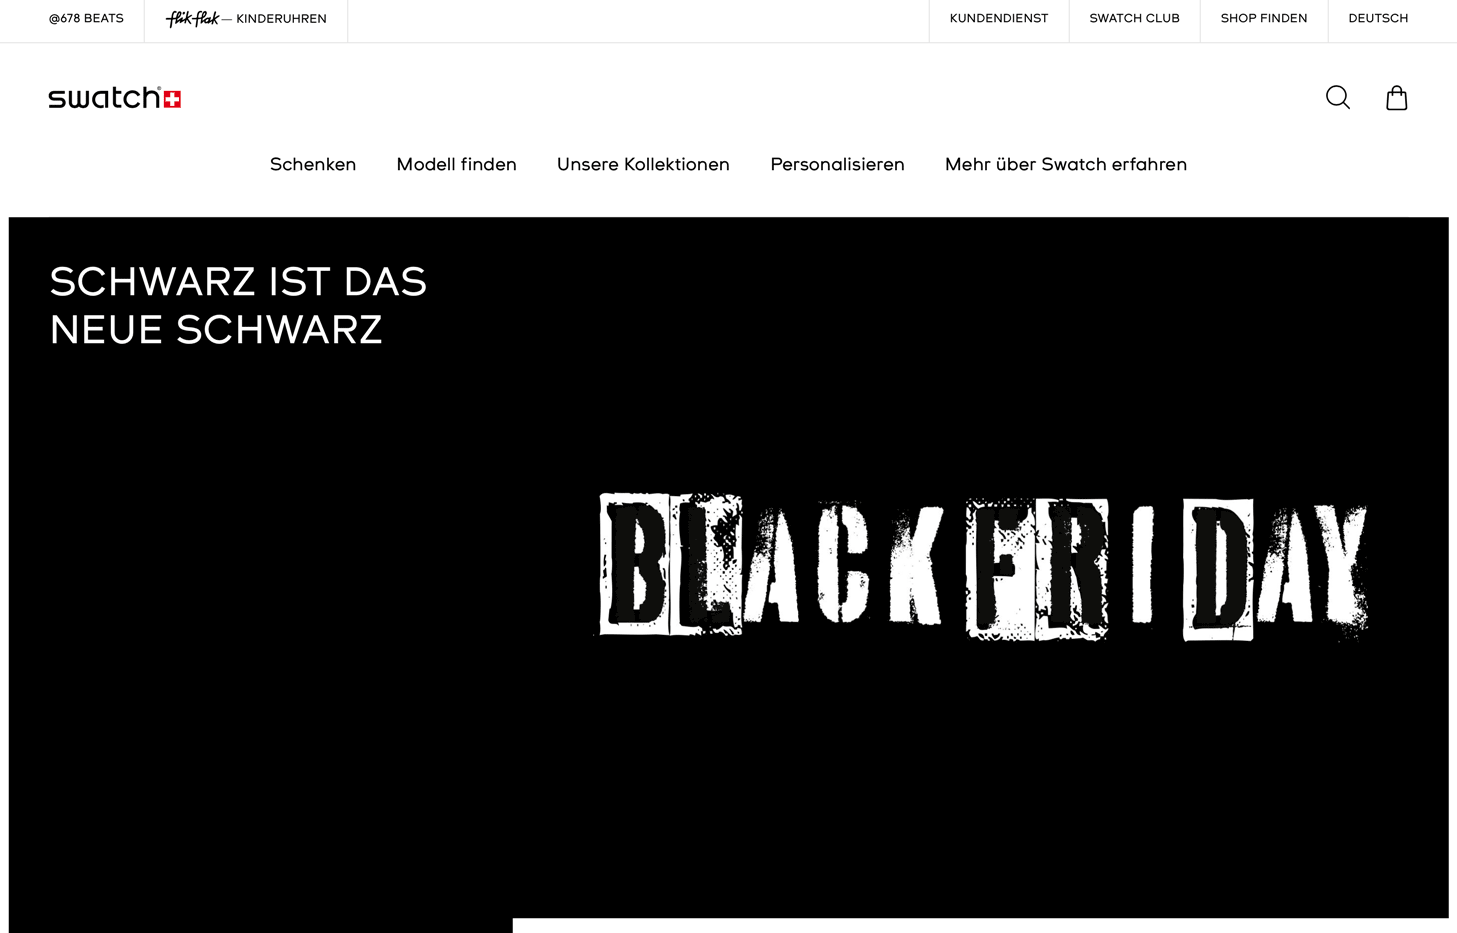 @678 BEATS
flik flak — KINDERUHREN
KUNDENDIENST
SWATCH CLUB
SHOP FINDEN
DEUTSCH
swatch®
Schenken
Modell finden
Unsere Kollektionen
Personalisieren
Mehr über Swatch erfahren
SCHWARZ IST DAS
NEUE SCHWARZ
BLACK FRIDAY